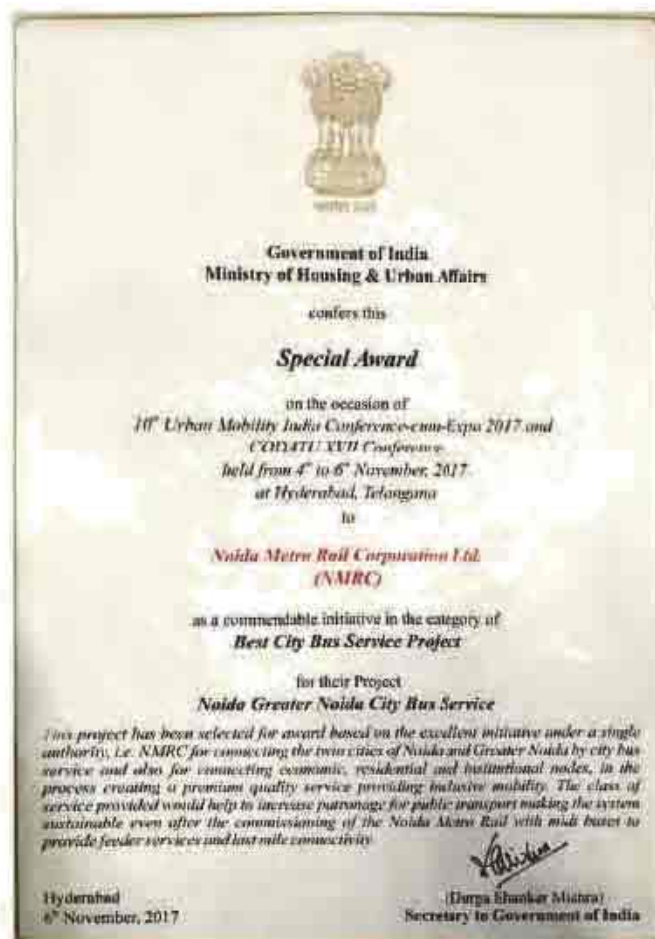 Government of India
Ministry of Housing & Urban Affairs
confers this
Special Award
on the occasion of
10th Urban Mobility India Conference-cum-Expo 2017 and
CODATU XVII Conference
held from 4th to 6th November, 2017
at Hyderabad, Telangana
to
Noida Metro Rail Corporation Ltd.
(NMRC)
as a commendable initiative in the category of
Best City Bus Service Project
for their Project
Noida Greater Noida City Bus Service
This project has been selected for award based on the excellent initiative under a single
authority, i.e. NMRC for connecting the twin cities of Noida and Greater Noida by city bus
service and also for connecting economic, residential and institutional nodes, in the
process creating a premium quality service providing inclusive mobility. The class of
service provided would help to increase patronage for public transport making the system
sustainable even after the commissioning of the Noida Metro Rail with midi buses to
provide feeder services and last mile connectivity
(Durga Shanker Mishra)
Hyderabad
6th November, 2017
Secretary to Government of India